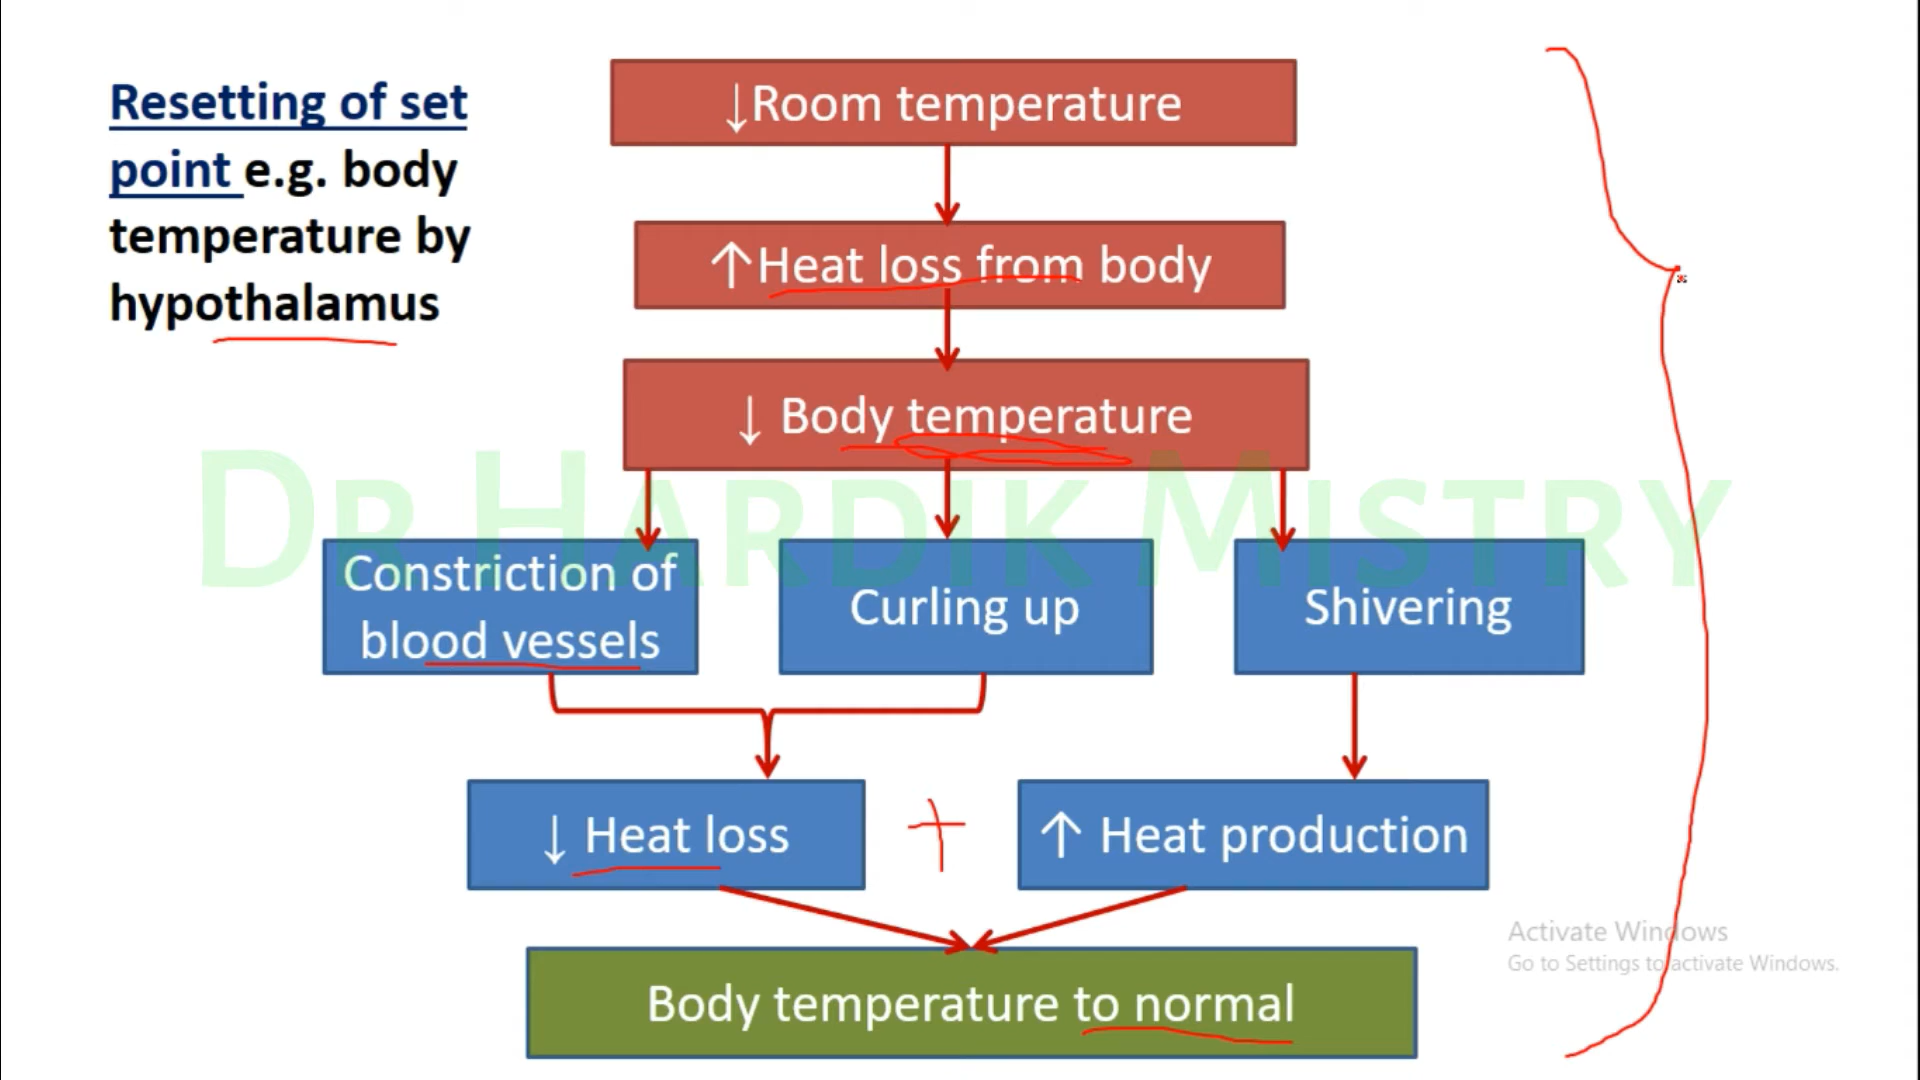 Resetting of set
point e.g. body
temperature by
hypothalamus
↓Room temperature
↑Heat loss from body
↓ Body temperature
DR HARDIK MISTRY
Constriction of
blood vessels
Curling up
Shivering
↓ Heat loss
+
↑ Heat production
Body temperature to normal
Activate Windows
Go to Settings to activate Windows.